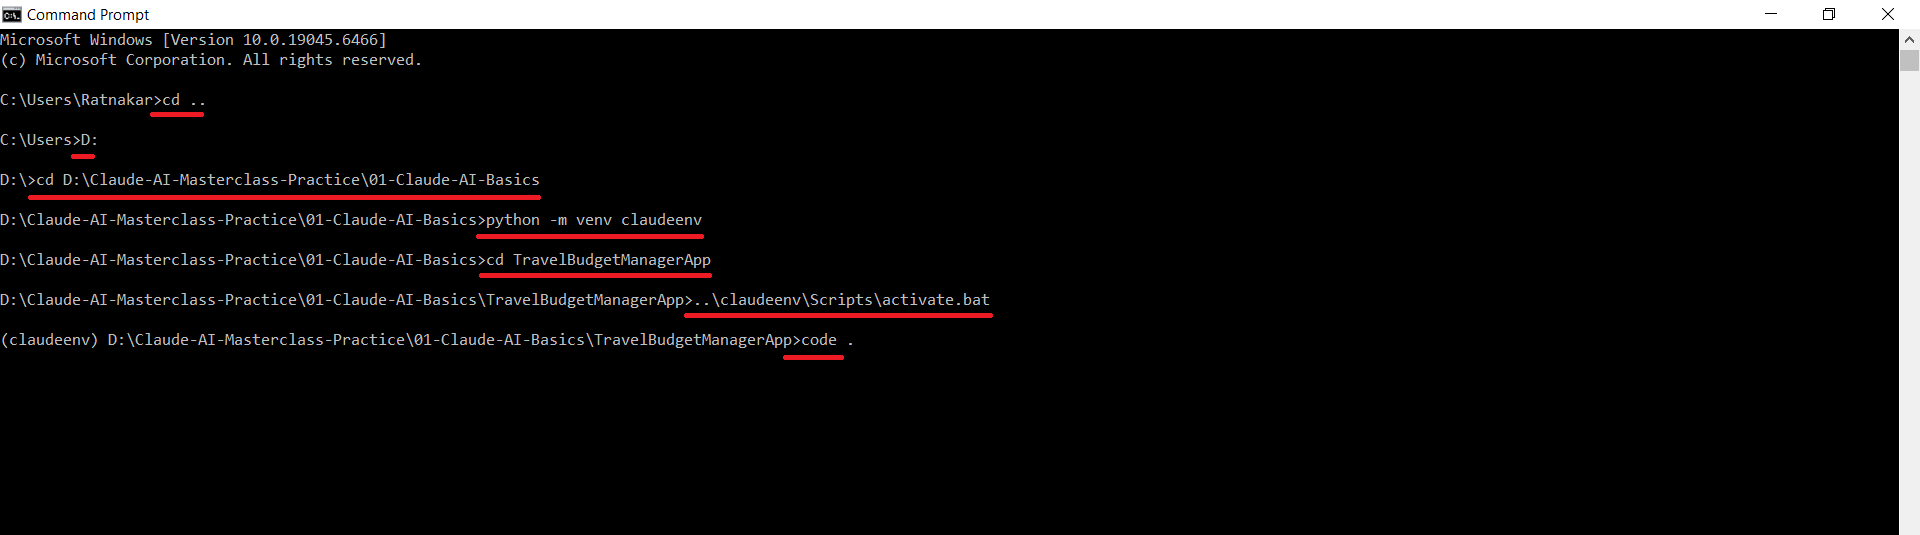 Command Prompt
Microsoft Windows [Version 10.0.19045.6466]
(c) Microsoft Corporation. All rights reserved.
C:\Users\Ratnakar>cd ..
C:\Users>D:
D:\>cd D:\Claude-AI-Masterclass-Practice\01-Claude-AI-Basics
D:\Claude-AI-Masterclass-Practice\01-Claude-AI-Basics>python -m venv claudeenv
D:\Claude-AI-Masterclass-Practice\01-Claude-AI-Basics>cd TravelBudgetManagerApp
D:\Claude-AI-Masterclass-Practice\01-Claude-AI-Basics\TravelBudgetManagerApp>..\claudeenv\Scripts\activate.bat
(claudeenv) D:\Claude-AI-Masterclass-Practice\01-Claude-AI-Basics\TravelBudgetManagerApp>code .